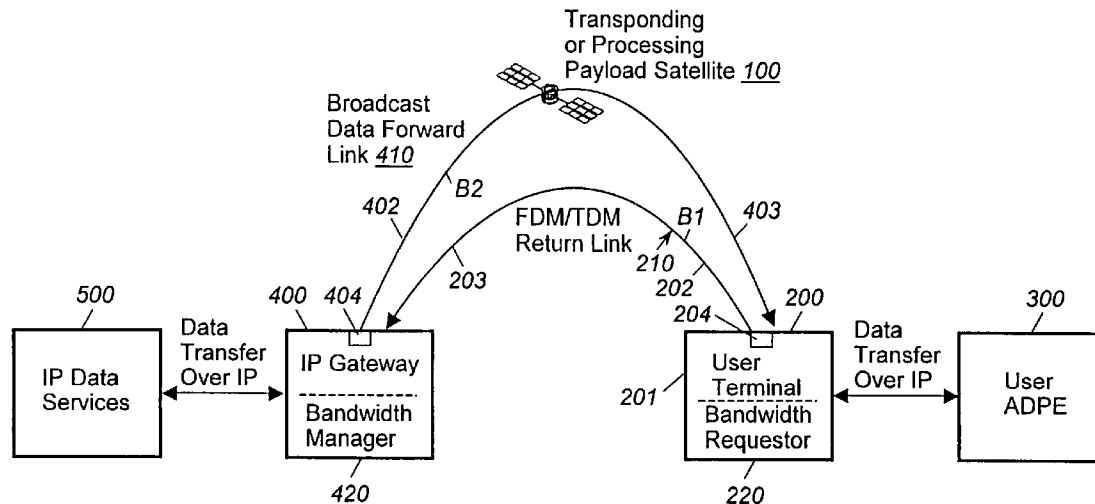 Transponding
or Processing
Payload Satellite 100
Broadcast
Data Forward
Link 410
B2
402
FDM/TDM
Return Link
B1
403
210
203
202
500
400
404
204
200
300
Data
Transfer
Over IP
IP Data
Services
IP Gateway
Bandwidth
Manager
420
201
User
Terminal
Bandwidth
Requestor
220
Data
Transfer
Over IP
User
ADPE